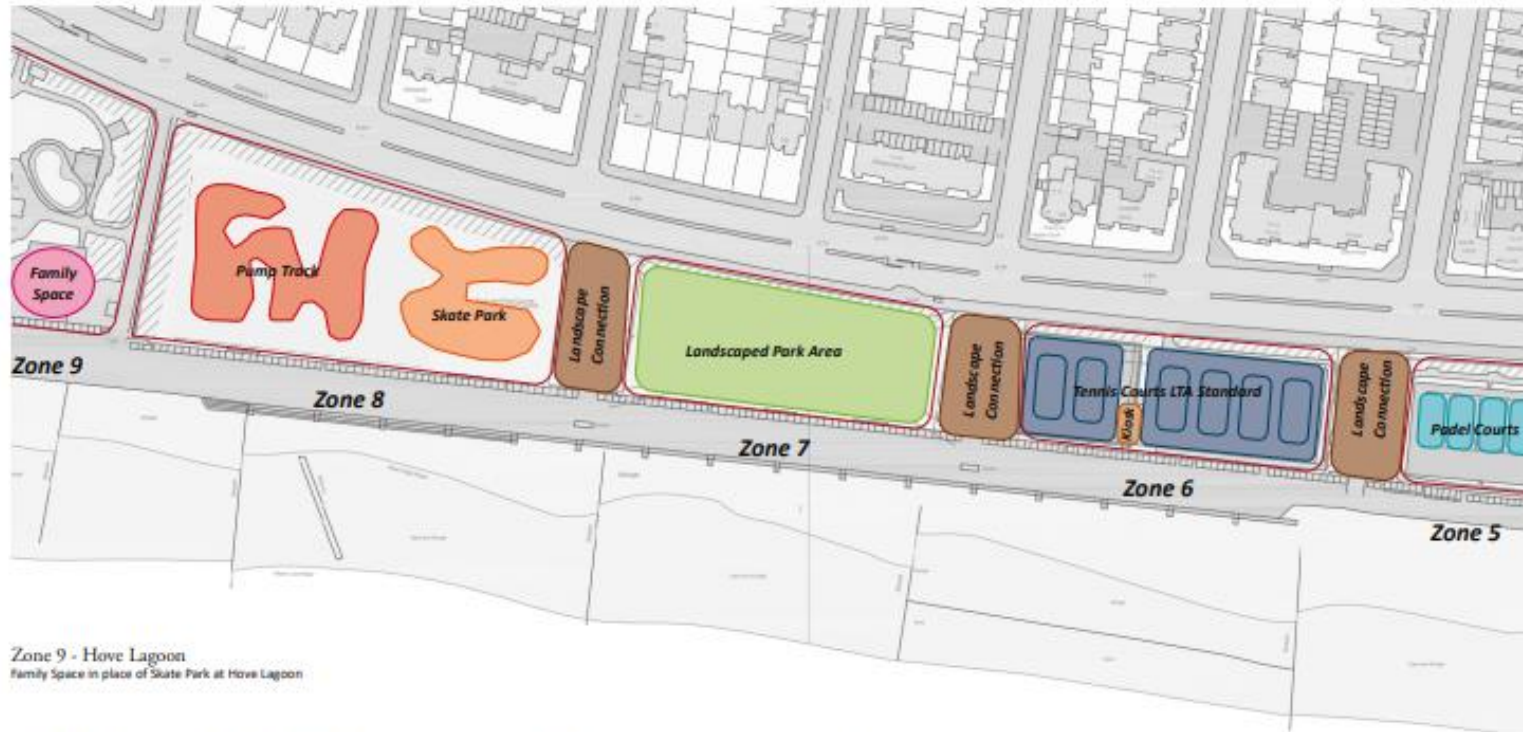 Family
Space
Pump Track
Skate Park
Landscape
Connection
Landscaped Park Area
Landscape
Connection
Tennis Courts LTA Standard
Kiosk
Landscape
Connection
Padel Courts
Zone 9
Zone 8
Zone 7
Zone 6
Zone 5
Zone 9 - Hove Lagoon
Family Space in place of Skate Park at Hove Lagoon